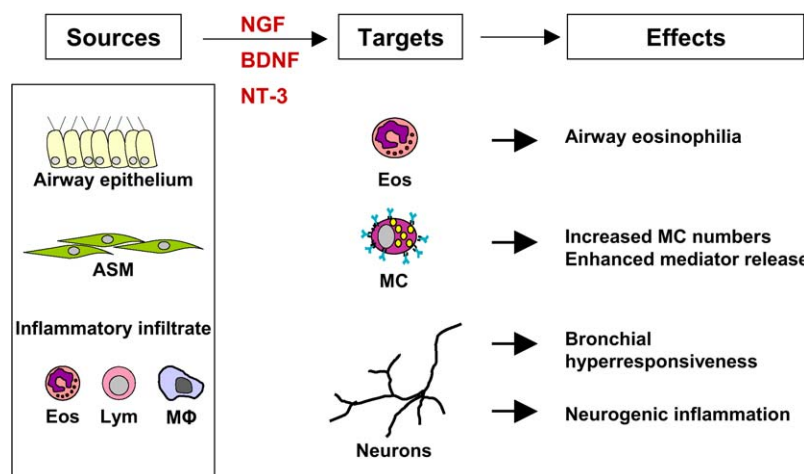 Sources
NGF
BDNF
NT-3
Targets
Effects
Airway epithelium
ASM
Inflammatory infiltrate
Eos
Lym
MΦ
Eos
MC
Neurons
Airway eosinophilia
Increased MC numbers
Enhanced mediator release
Bronchial
hyperresponsiveness
Neurogenic inflammation